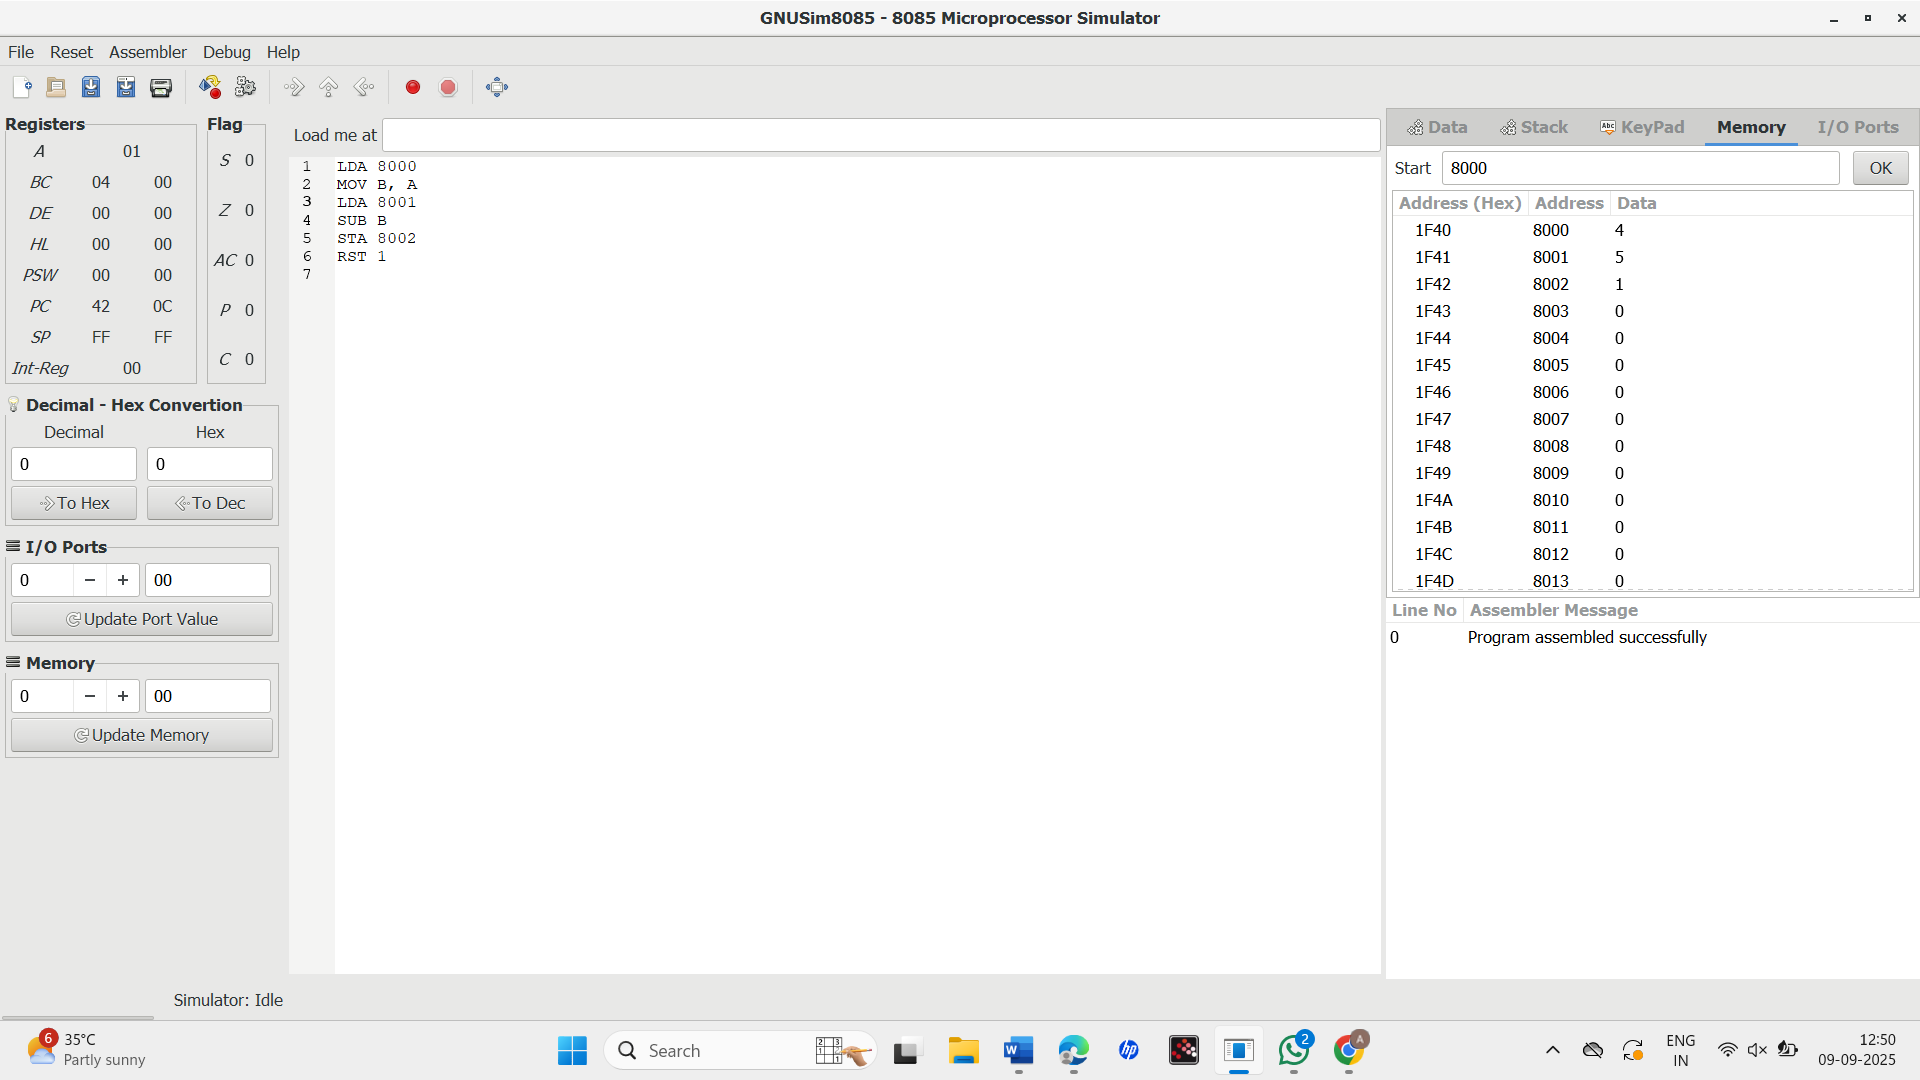 GNUSim8085 - 8085 Microprocessor Simulator
File Reset Assembler Debug Help
Registers
A 01
BC 04 00
DE 00 00
HL 00 00
PSW 00 00
PC 42 0C
SP FF FF
Int-Reg 00
Flag
S 0
Z 0
AC 0
P 0
C 0
Decimal - Hex Convertion
Decimal Hex
0 0
To Hex To Dec
I/O Ports
0 − + 00
Update Port Value
Memory
0 − + 00
Update Memory
Load me at
1 LDA 8000
2 MOV B, A
3 LDA 8001
4 SUB B
5 STA 8002
6 RST 1
7
Data Stack Abc KeyPad Memory I/O Ports
Start 8000 OK
Address (Hex) Address Data
1F40 8000 4
1F41 8001 5
1F42 8002 1
1F43 8003 0
1F44 8004 0
1F45 8005 0
1F46 8006 0
1F47 8007 0
1F48 8008 0
1F49 8009 0
1F4A 8010 0
1F4B 8011 0
1F4C 8012 0
1F4D 8013 0
Line No Assembler Message
0 Program assembled successfully
Simulator: Idle
6 35°C
Partly sunny
Search
W hp 2 A
ENG
IN
12:50
09-09-2025